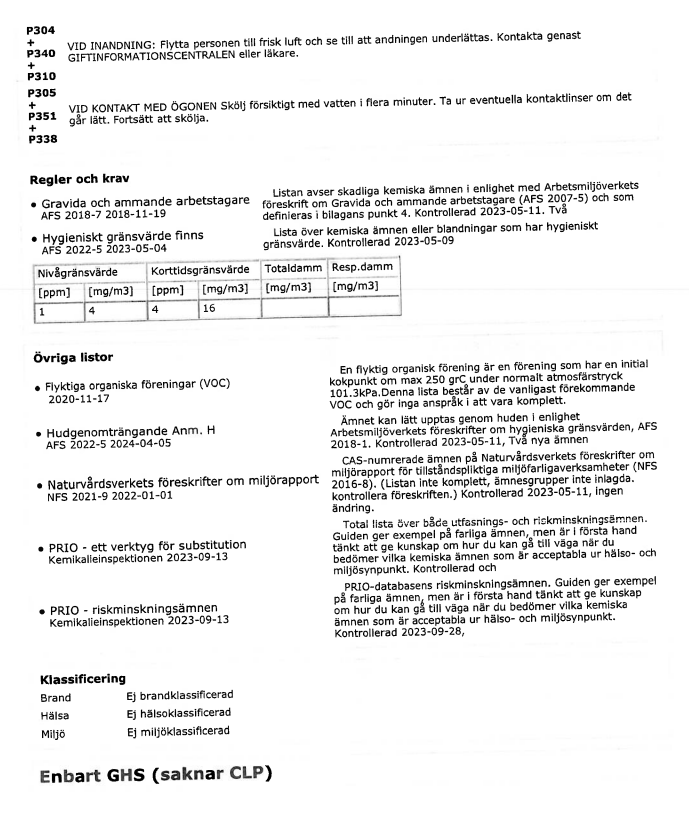 P304
+
P340
+
P310
VID INANDNING: Flytta personen till frisk luft och se till att andningen underlättas. Kontakta genast
GIFTINFORMATIONSCENTRALEN eller läkare.
P305
+
P351
+
P338
VID KONTAKT MED ÖGONEN Skölj försiktigt med vatten i flera minuter. Ta ur eventuella kontaktlinser om det
går lätt. Fortsätt att skölja.
Regler och krav
• Gravida och ammande arbetstagare
AFS 2018-7 2018-11-19
Listan avser skadliga kemiska ämnen i enlighet med Arbetsmiljöverkets
föreskrift om Gravida och ammande arbetstagare (AFS 2007-5) och som
definieras i bilagans punkt 4. Kontrollerad 2023-05-11. Två
• Hygieniskt gränsvärde finns
AFS 2022-5 2023-05-04
Lista över kemiska ämnen eller blandningar som har hygieniskt
gränsvärde. Kontrollerad 2023-05-09
Nivågränsvärde Korttidsgränsvärde Totaldamm Resp.damm
[ppm] [mg/m3] [ppm] [mg/m3] [mg/m3] [mg/m3]
1 4 4 16
Övriga listor
• Flyktiga organiska föreningar (VOC)
2020-11-17
En flyktig organisk förening är en förening som har en initial
kokpunkt om max 250 grC under normalt atmosfärstryck
101.3kPa.Denna lista består av de vanligast förekommande
VOC och gör inga anspråk i att vara komplett.
• Hudgenomträngande Anm. H
AFS 2022-5 2024-04-05
Ämnet kan lätt upptas genom huden i enlighet
Arbetsmiljöverkets föreskrifter om hygieniska gränsvärden, AFS
2018-1. Kontrollerad 2023-05-11, Två nya ämnen
• Naturvårdsverkets föreskrifter om miljörapport
NFS 2021-9 2022-01-01
CAS-numrerade ämnen på Naturvårdsverkets föreskrifter om
miljörapport för tillståndspliktiga miljöfarligaverksamheter (NFS
2016-8). (Listan inte komplett, ämnesgrupper inte inlagda.
kontrollera föreskriften.) Kontrollerad 2023-05-11, ingen
ändring.
• PRIO - ett verktyg för substitution
Kemikalieinspektionen 2023-09-13
Total lista över både utfasnings- och riskminskningsämnen.
Guiden ger exempel på farliga ämnen, men är i första hand
tänkt att ge kunskap om hur du kan gå till väga när du
bedömer vilka kemiska ämnen som är acceptabla ur hälso- och
miljösynpunkt. Kontrollerad och
• PRIO - riskminskningsämnen
Kemikalieinspektionen 2023-09-13
PRIO-databasens riskminskningsämnen. Guiden ger exempel
på farliga ämnen, men är i första hand tänkt att ge kunskap
om hur du kan gå till väga när du bedömer vilka kemiska
ämnen som är acceptabla ur hälso- och miljösynpunkt.
Kontrollerad 2023-09-28,
Klassificering
Brand Ej brandklassificerad
Hälsa Ej hälsoklassificerad
Miljö Ej miljöklassificerad
Enbart GHS (saknar CLP)